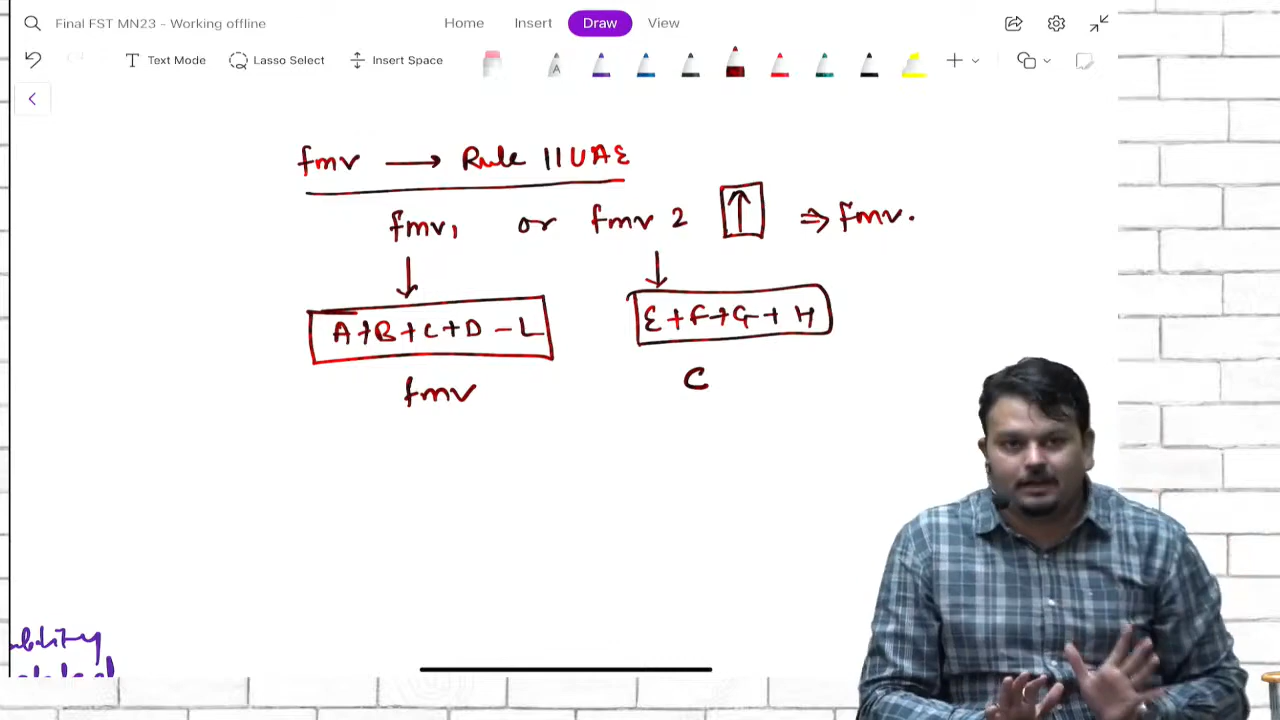 Final FST MN23 - Working offline
Home Insert Draw View
Text Mode Lasso Select Insert Space
fmv → Rule 11UAE
fmv1 or fmv 2 ↑ ⇒ fmv.
↓ ↓
A+B+C+D-L E+F+G+H
fmv C